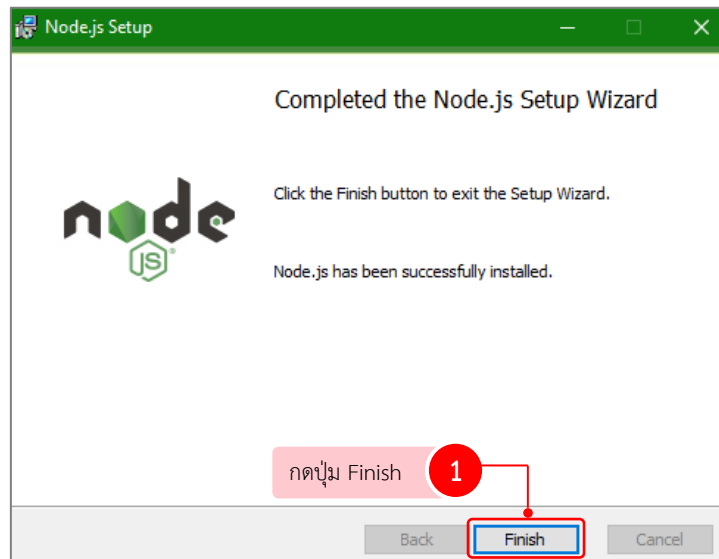 Node.js Setup
Completed the Node.js Setup Wizard
Click the Finish button to exit the Setup Wizard.
node
JS
Node.js has been successfully installed.
กดปุ่ม Finish 1
Back Finish Cancel